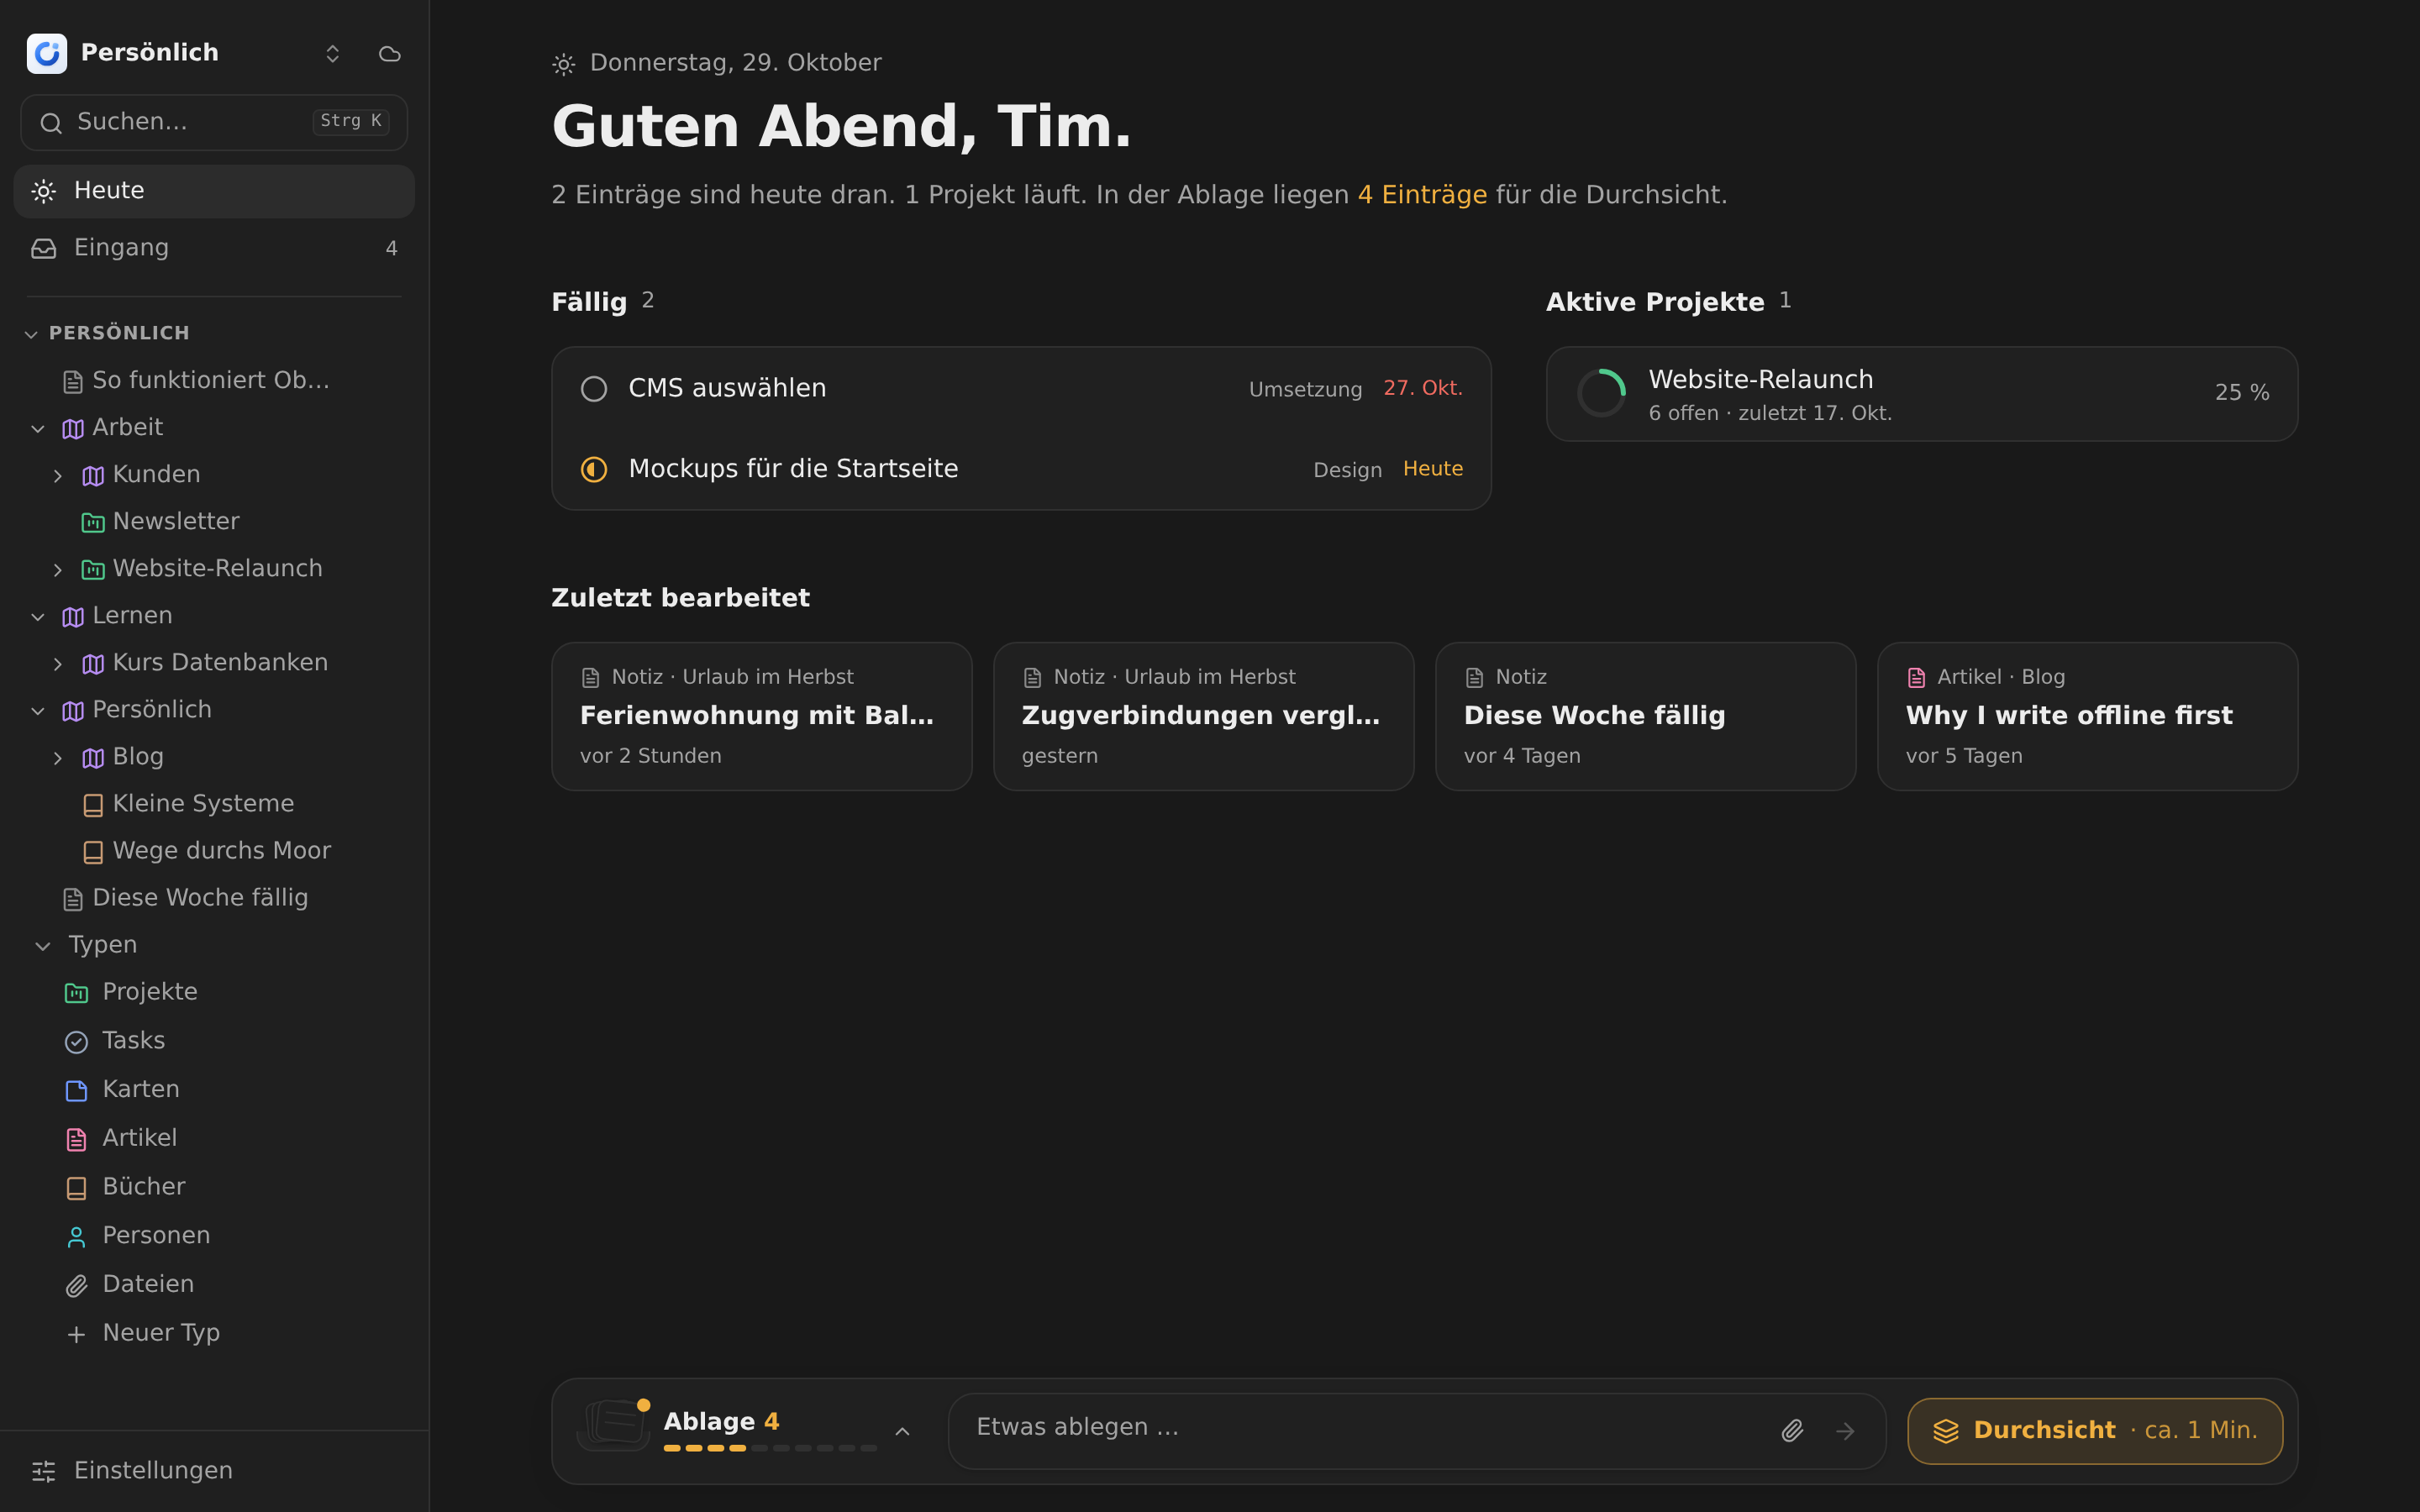 Persönlich
Suchen…
Strg K
Heute
Eingang 4
PERSÖNLICH
So funktioniert Ob…
Arbeit
Kunden
Newsletter
Website-Relaunch
Lernen
Kurs Datenbanken
Persönlich
Blog
Kleine Systeme
Wege durchs Moor
Diese Woche fällig
Typen
Projekte
Tasks
Karten
Artikel
Bücher
Personen
Dateien
Neuer Typ
Einstellungen
Donnerstag, 29. Oktober
Guten Abend, Tim.
2 Einträge sind heute dran. 1 Projekt läuft. In der Ablage liegen 4 Einträge für die Durchsicht.
Fällig 2
CMS auswählen Umsetzung 27. Okt.
Mockups für die Startseite Design Heute
Aktive Projekte 1
Website-Relaunch
6 offen · zuletzt 17. Okt.
25 %
Zuletzt bearbeitet
Notiz · Urlaub im Herbst
Ferienwohnung mit Bal…
vor 2 Stunden
Notiz · Urlaub im Herbst
Zugverbindungen vergl…
gestern
Notiz
Diese Woche fällig
vor 4 Tagen
Artikel · Blog
Why I write offline first
vor 5 Tagen
Ablage 4
Etwas ablegen …
Durchsicht · ca. 1 Min.